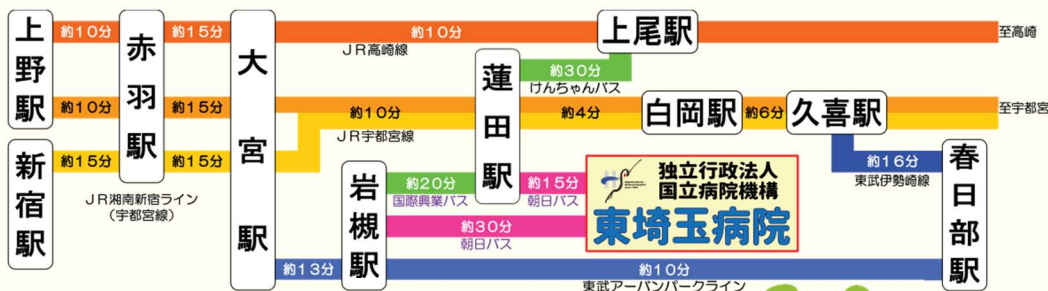 上野駅
約10分
赤羽駅
約15分
大宮駅
約10分
JR高崎線
上尾駅
至高崎
蓮田駅
約30分
けんちゃんバス
約10分
約15分
約10分
JR宇都宮線
約4分
白岡駅
約6分
久喜駅
至宇都宮
新宿駅
約15分
約15分
JR湘南新宿ライン
(宇都宮線)
岩槻駅
約20分
国際興業バス
約15分
朝日バス
約30分
朝日バス
独立行政法人
国立病院機構
東埼玉病院
約16分
東武伊勢崎線
春日部駅
約13分
約10分
東武アーバンパークライン